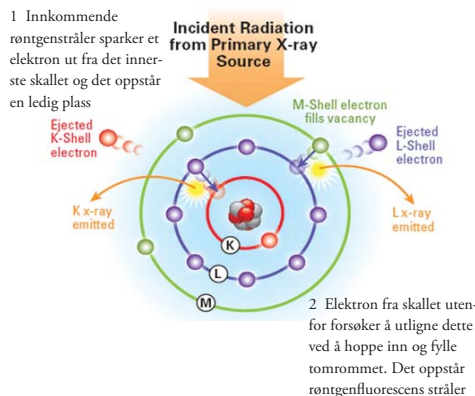 1 Innkommende
røntgenstråler sparker et
elektron ut fra det inner-
ste skallet og det oppstår
en ledig plass
Incident Radiation
from Primary X-ray
Source
M-Shell electron
fills vacancy
Ejected
K-Shell
electron
Ejected
L-Shell
electron
K x-ray
emitted
L x-ray
emitted
K
L
M
2 Elektron fra skallet uten-
for forsøker å utligne dette
ved å hoppe inn og fylle
tomrommet. Det oppstår
røntgenfluorescens stråler